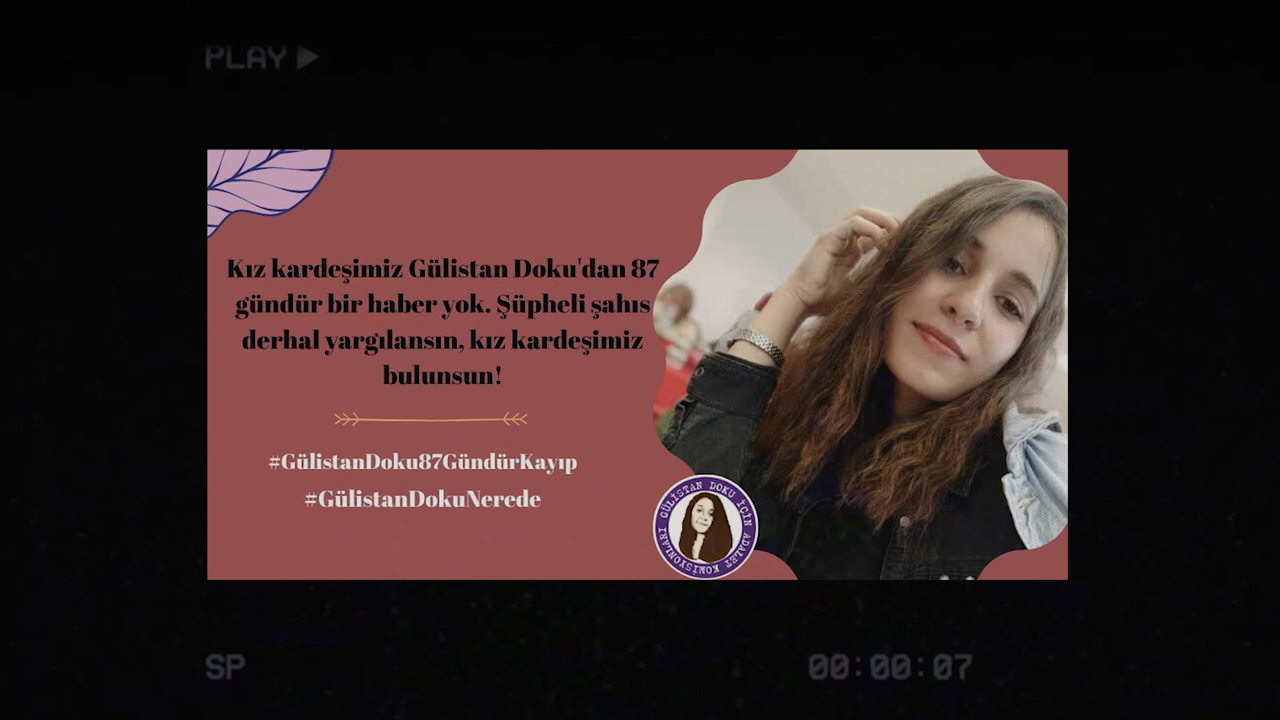 PLAY
Kız kardeşimiz Gülistan Doku'dan 87
gündür bir haber yok. Şüpheli şahıs
derhal yargılansın, kız kardeşimiz
bulunsun!
#GülistanDoku87GündürKayıp
#GülistanDokuNerede
GÜLİSTAN DOKU İÇİN ADALET KOMİSYONLARI
SP
00:00:07